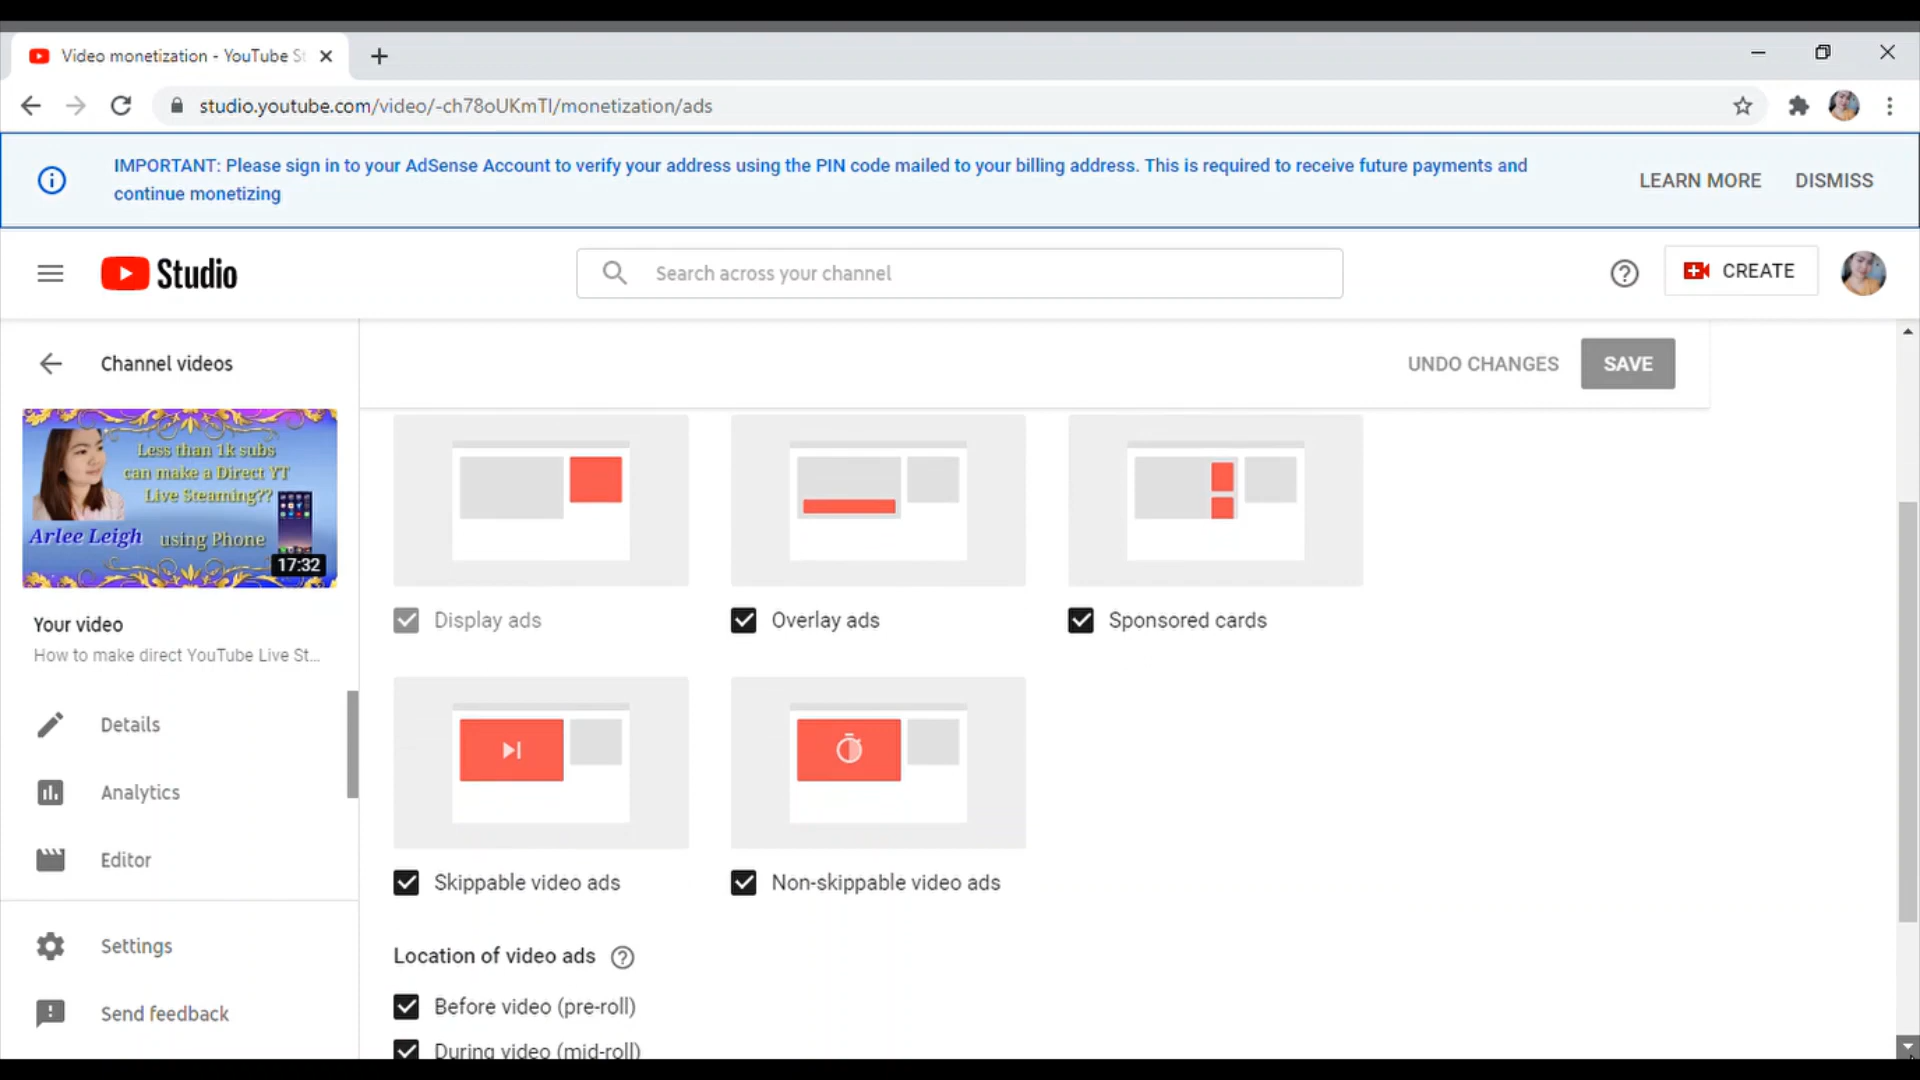 Video monetization - YouTube St
studio.youtube.com/video/-ch78oUKmTI/monetization/ads
IMPORTANT: Please sign in to your AdSense Account to verify your address using the PIN code mailed to your billing address. This is required to receive future payments and
continue monetizing
LEARN MORE
DISMISS
Studio
Search across your channel
CREATE
Channel videos
UNDO CHANGES
SAVE
Less than 1k subs
can make a Direct YT
Live Steaming??
Arlee Leigh
using Phone
17:32
Display ads
Overlay ads
Sponsored cards
Your video
How to make direct YouTube Live St...
Details
Analytics
Editor
Skippable video ads
Non-skippable video ads
Settings
Send feedback
Location of video ads
Before video (pre-roll)
During video (mid-roll)